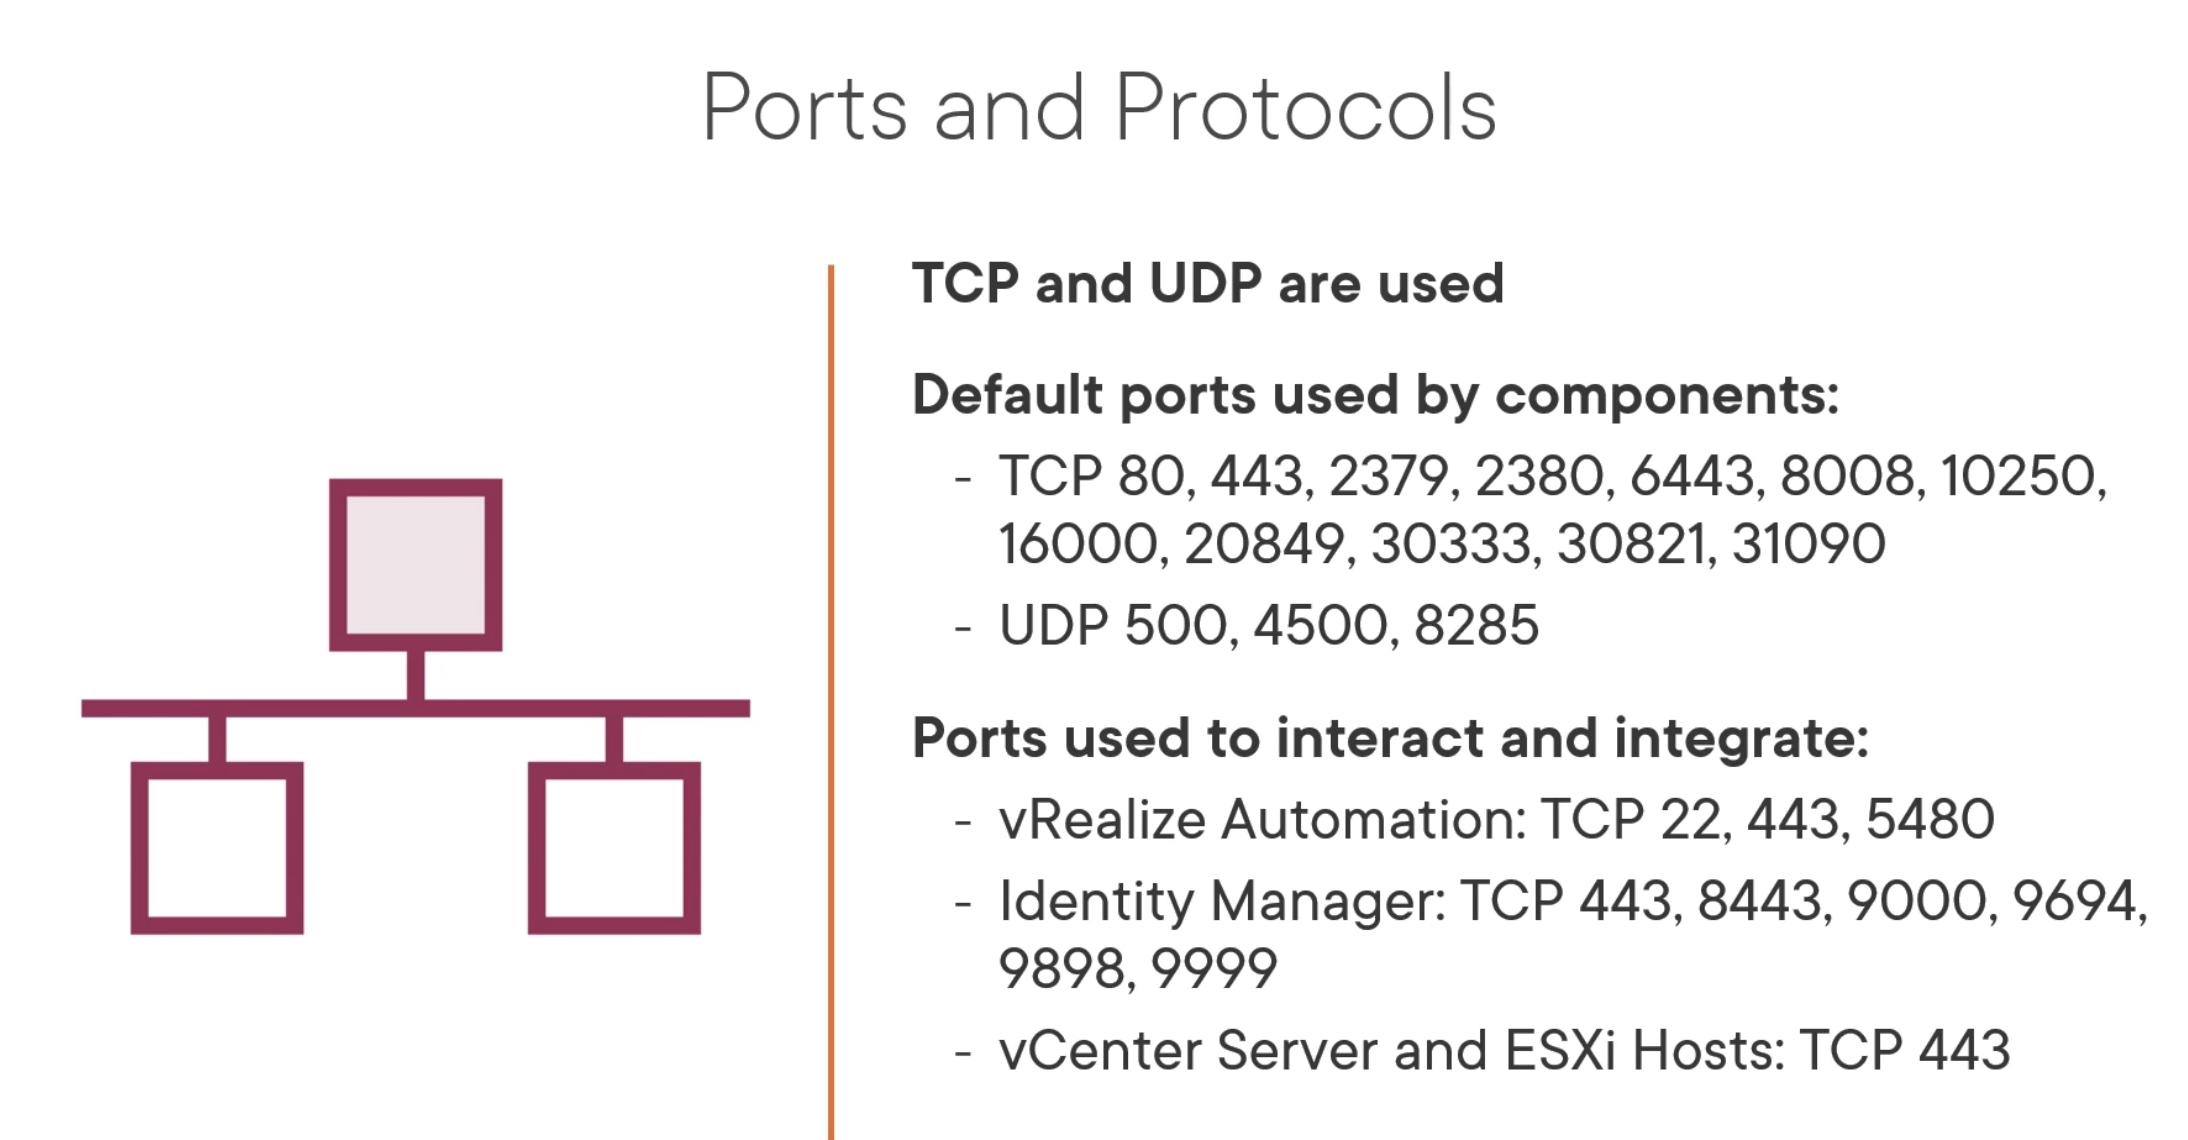 Ports and Protocols
TCP and UDP are used
Default ports used by components:
- TCP 80, 443, 2379, 2380, 6443, 8008, 10250,
16000, 20849, 30333, 30821, 31090
- UDP 500, 4500, 8285
Ports used to interact and integrate:
- vRealize Automation: TCP 22, 443, 5480
- Identity Manager: TCP 443, 8443, 9000, 9694,
9898, 9999
- vCenter Server and ESXi Hosts: TCP 443